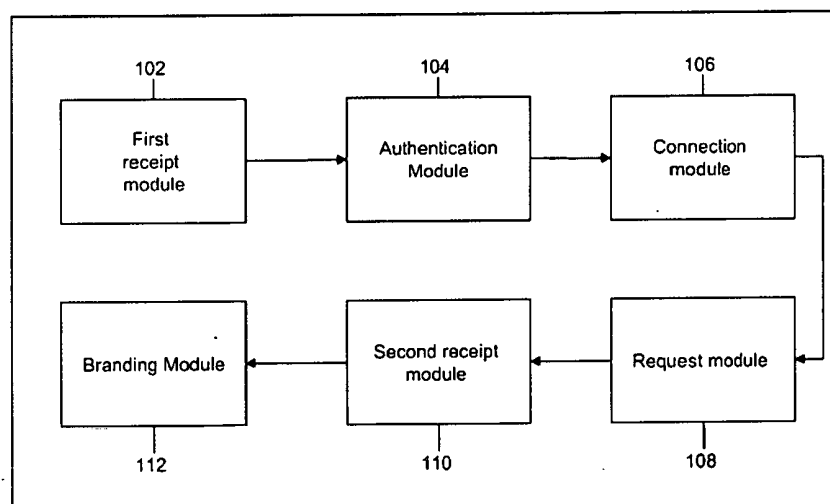 102
104
106
First
receipt
module
Authentication
Module
Connection
module
Branding Module
Second receipt
module
Request module
112
110
108